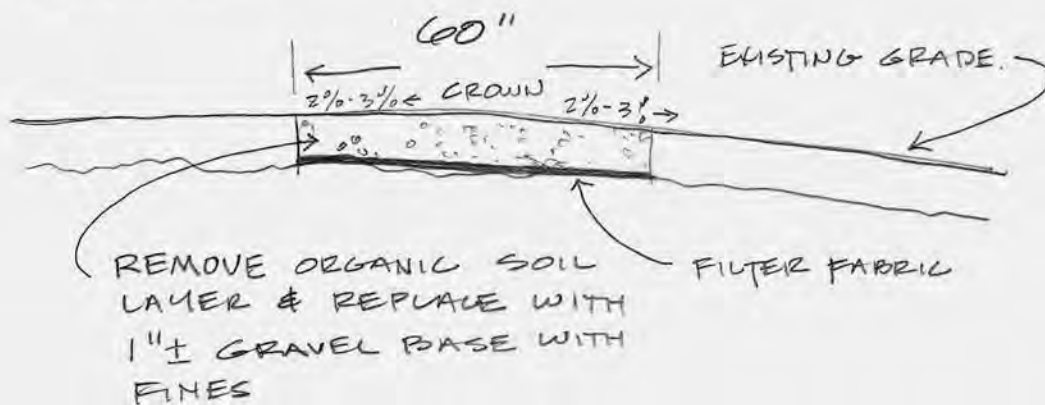 60"
EXISTING GRADE.
2%-3% ← CROWN 2%-3% →
REMOVE ORGANIC SOIL
LAYER & REPLACE WITH
1"± GRAVEL BASE WITH
FINES
FILTER FABRIC